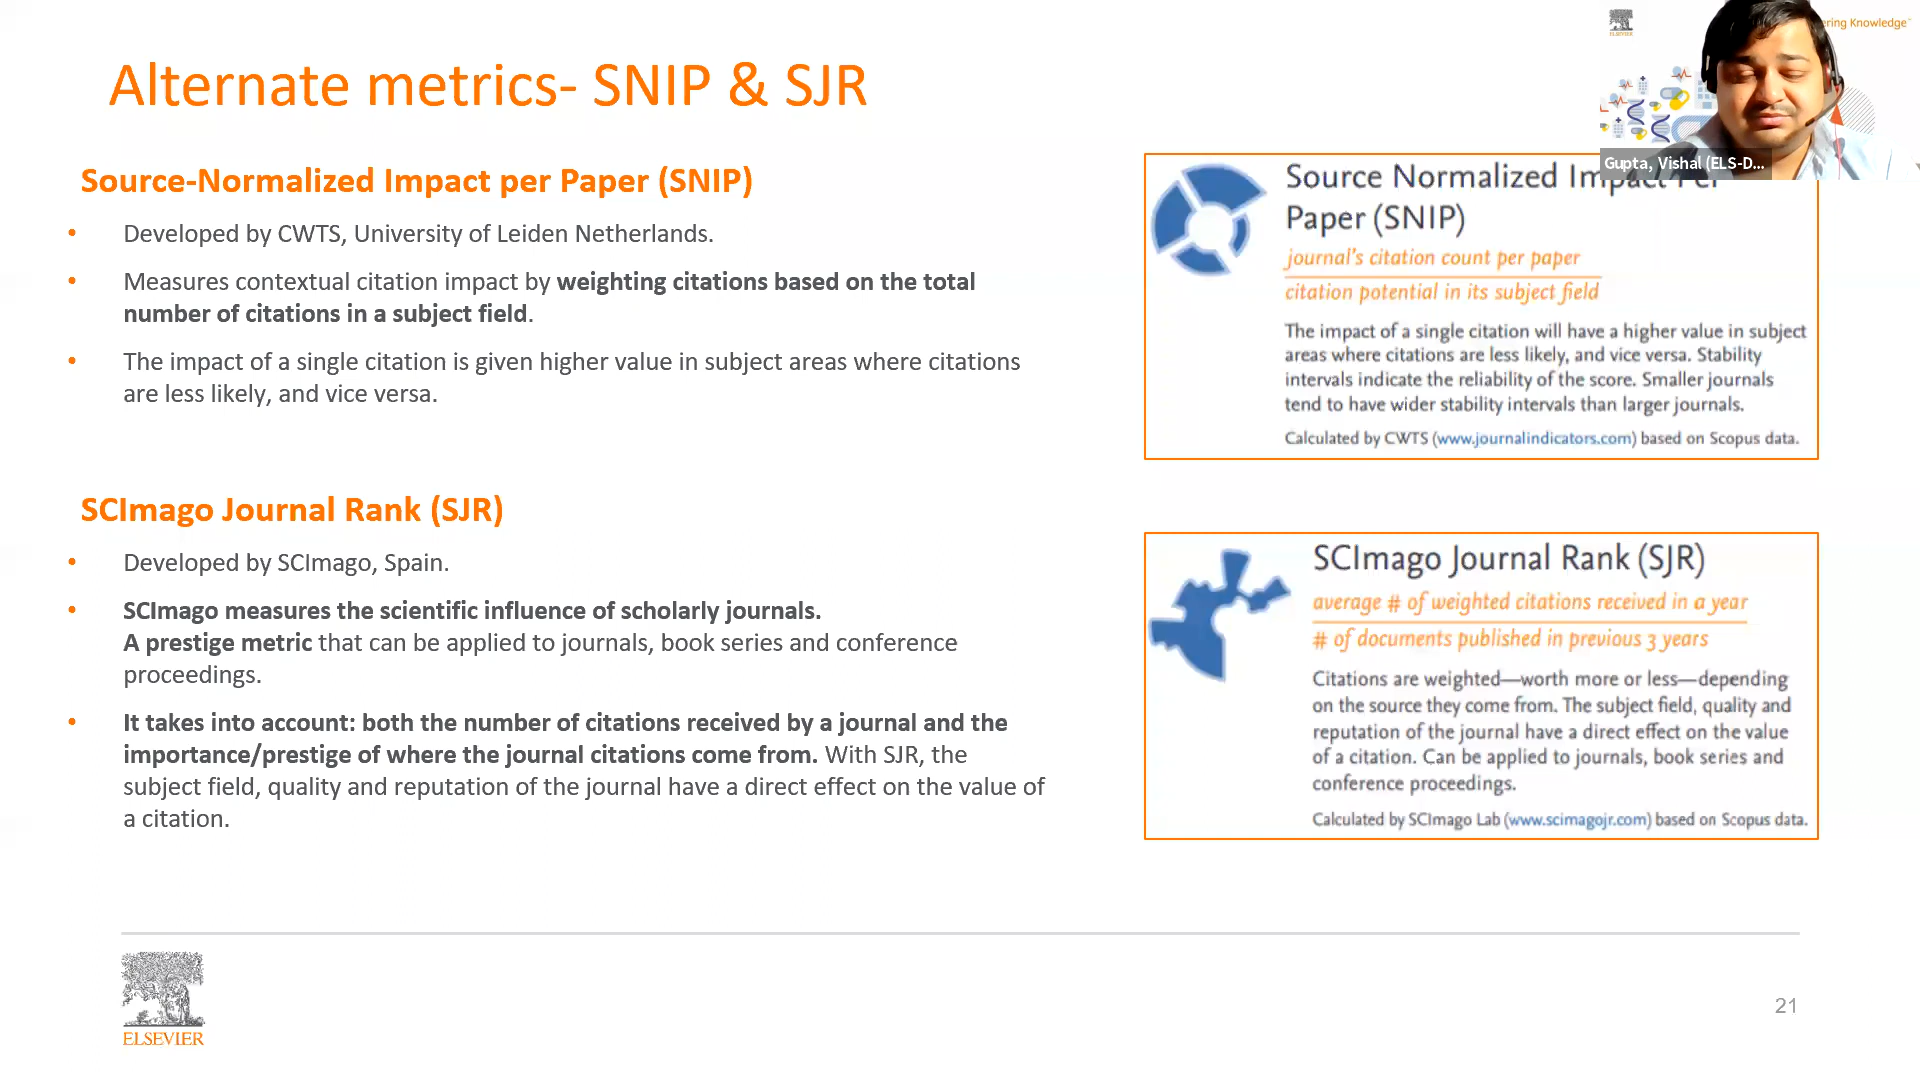 Alternate metrics- SNIP & SJR
Source-Normalized Impact per Paper (SNIP)
• Developed by CWTS, University of Leiden Netherlands.
• Measures contextual citation impact by weighting citations based on the total
number of citations in a subject field.
• The impact of a single citation is given higher value in subject areas where citations
are less likely, and vice versa.
SCImago Journal Rank (SJR)
• Developed by SCImago, Spain.
• SCImago measures the scientific influence of scholarly journals.
A prestige metric that can be applied to journals, book series and conference
proceedings.
• It takes into account: both the number of citations received by a journal and the
importance/prestige of where the journal citations come from. With SJR, the
subject field, quality and reputation of the journal have a direct effect on the value of
a citation.
ELSEVIER
ering Knowledge™
Gupta, Vishal (ELS-D...
Source Normalized Impact Per
Paper (SNIP)
journal's citation count per paper
citation potential in its subject field
The impact of a single citation will have a higher value in subject
areas where citations are less likely, and vice versa. Stability
intervals indicate the reliability of the score. Smaller journals
tend to have wider stability intervals than larger journals.
Calculated by CWTS (www.journalindicators.com) based on Scopus data.
SCImago Journal Rank (SJR)
average # of weighted citations received in a year
# of documents published in previous 3 years
Citations are weighted—worth more or less—depending
on the source they come from. The subject field, quality and
reputation of the journal have a direct effect on the value
of a citation. Can be applied to journals, book series and
conference proceedings.
Calculated by SCImago Lab (www.scimagojr.com) based on Scopus data.
ELSEVIER
21